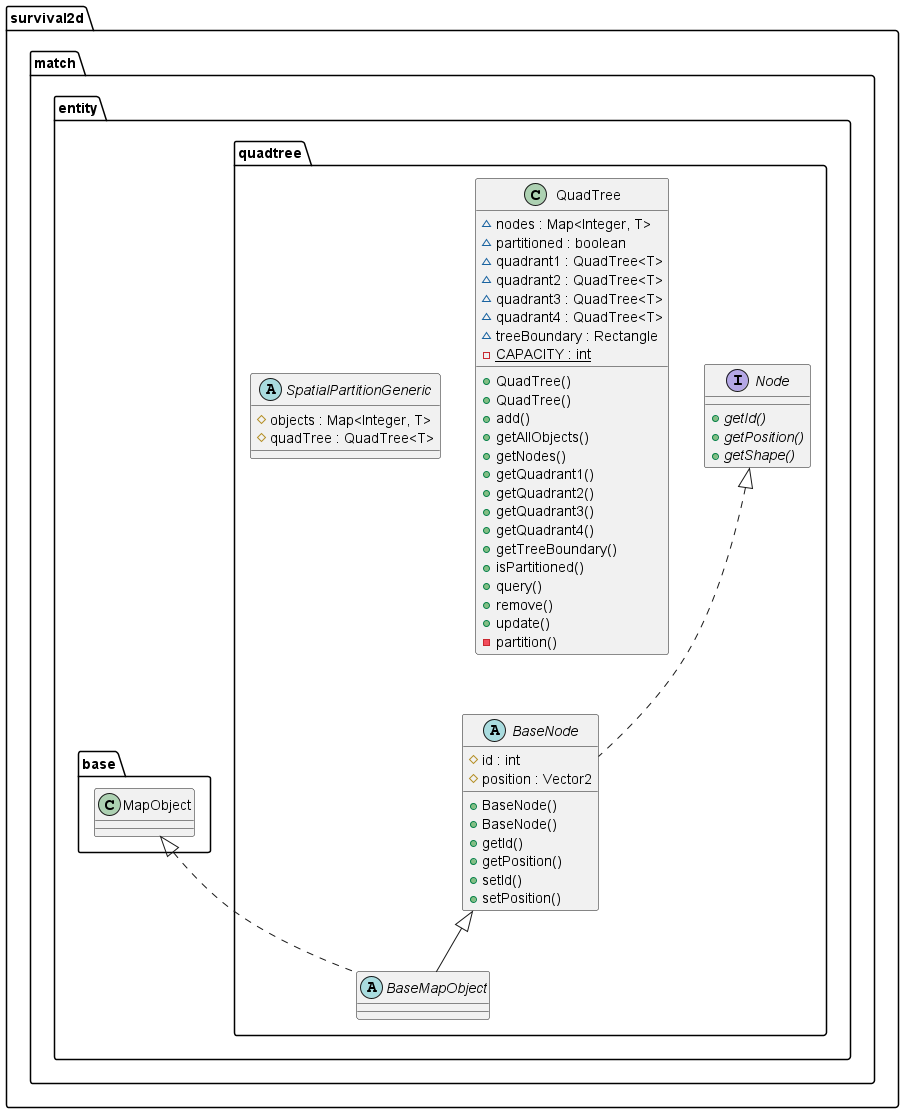 survival2d
match
entity
quadtree
C QuadTree
nodes : Map<Integer, T>
partitioned : boolean
quadrant1 : QuadTree<T>
quadrant2 : QuadTree<T>
quadrant3 : QuadTree<T>
quadrant4 : QuadTree<T>
treeBoundary : Rectangle
CAPACITY : int
QuadTree()
QuadTree()
add()
getAllObjects()
getNodes()
getQuadrant1()
getQuadrant2()
getQuadrant3()
getQuadrant4()
getTreeBoundary()
isPartitioned()
query()
remove()
update()
partition()
A SpatialPartitionGeneric
objects : Map<Integer, T>
quadTree : QuadTree<T>
I Node
getId()
getPosition()
getShape()
A BaseNode
id : int
position : Vector2
BaseNode()
BaseNode()
getId()
getPosition()
setId()
setPosition()
base
C MapObject
A BaseMapObject